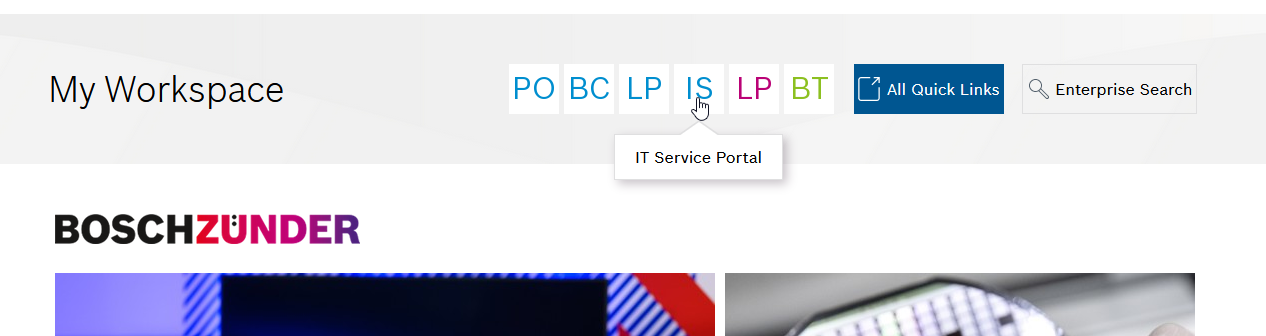 My Workspace PO BC LP IS LP BT All Quick Links Enterprise Search
IT Service Portal
BOSCHZÜNDER